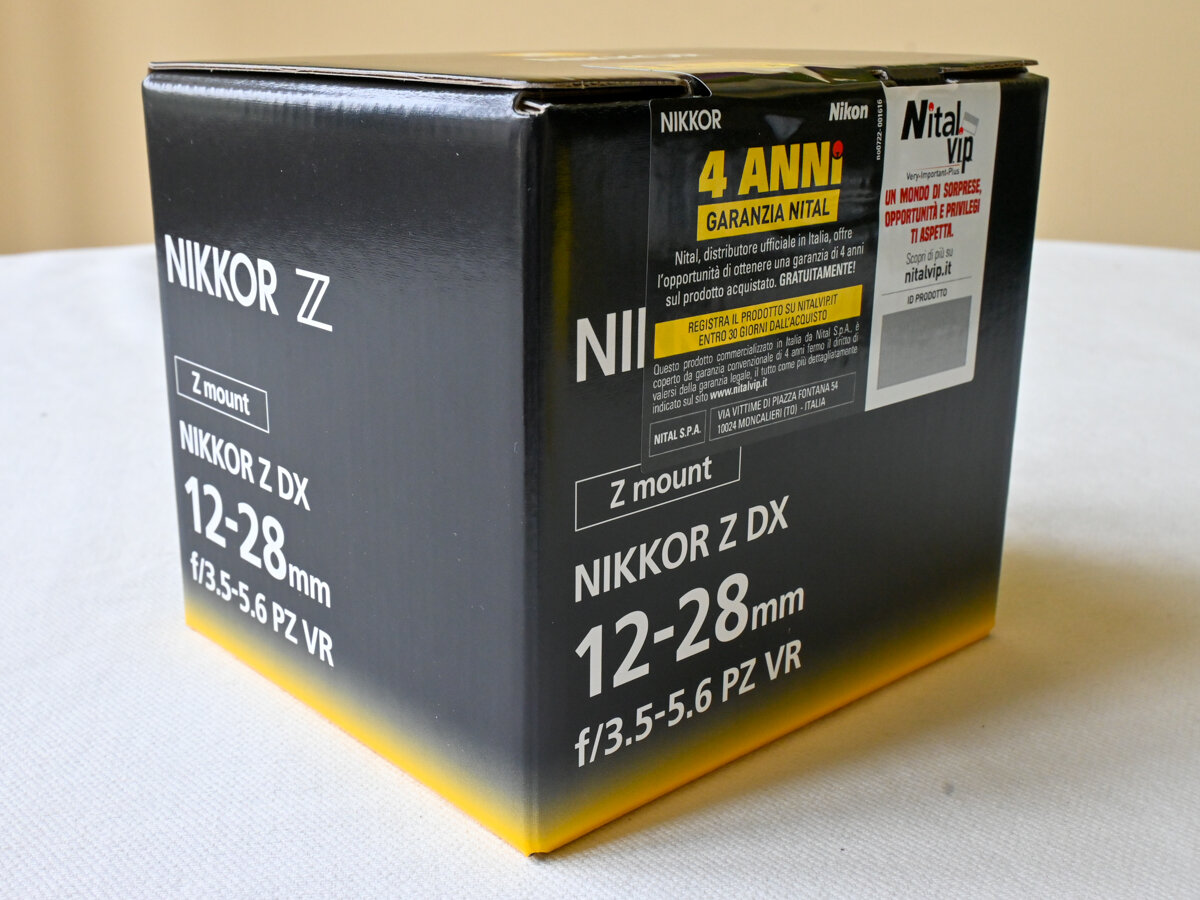 NIKKOR Z
Z mount
NIKKOR Z DX
12-28mm
f/3.5-5.6 PZ VR
NIKKOR
Nikon
4 ANNi
GARANZIA NITAL
Nital, distributore ufficiale in Italia, offre
l'opportunità di ottenere una garanzia di 4 anni
sul prodotto acquistato. GRATUITAMENTE!
REGISTRA IL PRODOTTO SU NITALVIP.IT
ENTRO 30 GIORNI DALL'ACQUISTO
Questo prodotto commercializzato in Italia da Nital S.p.A., è
coperto da garanzia convenzionale di 4 anni fermo il diritto di
valersi della garanzia legale, il tutto come più dettagliatamente
indicato sul sito www.nitalvip.it
NITAL S.P.A.
VIA VITTIME DI PIAZZA FONTANA 54
10024 MONCALIERI (TO) - ITALIA
no0722- 001616
Nital
v.i.p
Very-Important-Plus
UN MONDO DI SORPRESE,
OPPORTUNITÀ E PRIVILEGI
TI ASPETTA.
Scopri di più su
nitalvip.it
ID PRODOTTO
NI
Z mount
NIKKOR Z DX
12-28mm
f/3.5-5.6 PZ VR